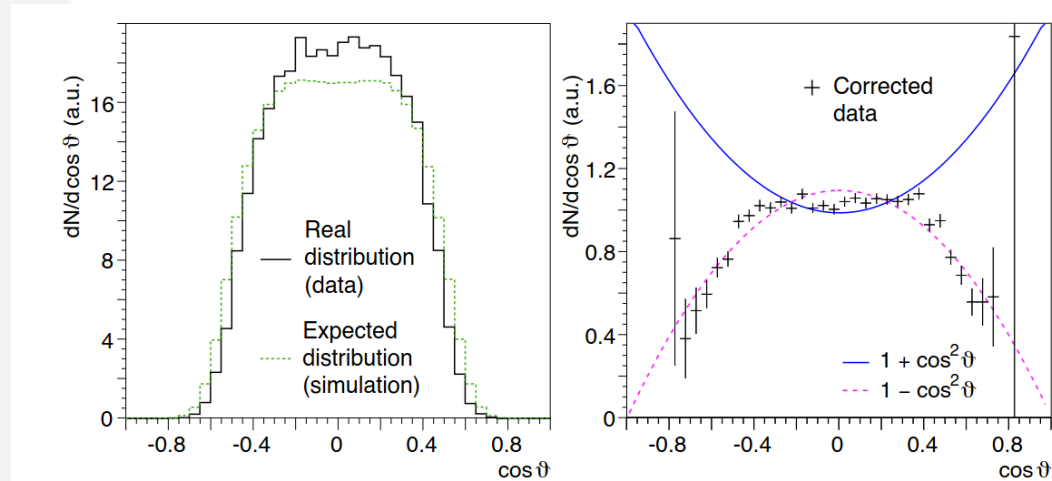 dN/dcos ϑ (a.u.)
16
12
8
4
0
Real
distribution
(data)
Expected
distribution
(simulation)
-0.8
-0.4
0
0.4
0.8
cos ϑ
dN/dcos ϑ (a.u.)
1.6
1.2
0.8
0.4
0
Corrected
data
1 + cos²ϑ
1 − cos²ϑ
-0.8
-0.4
0
0.4
0.8
cos ϑ